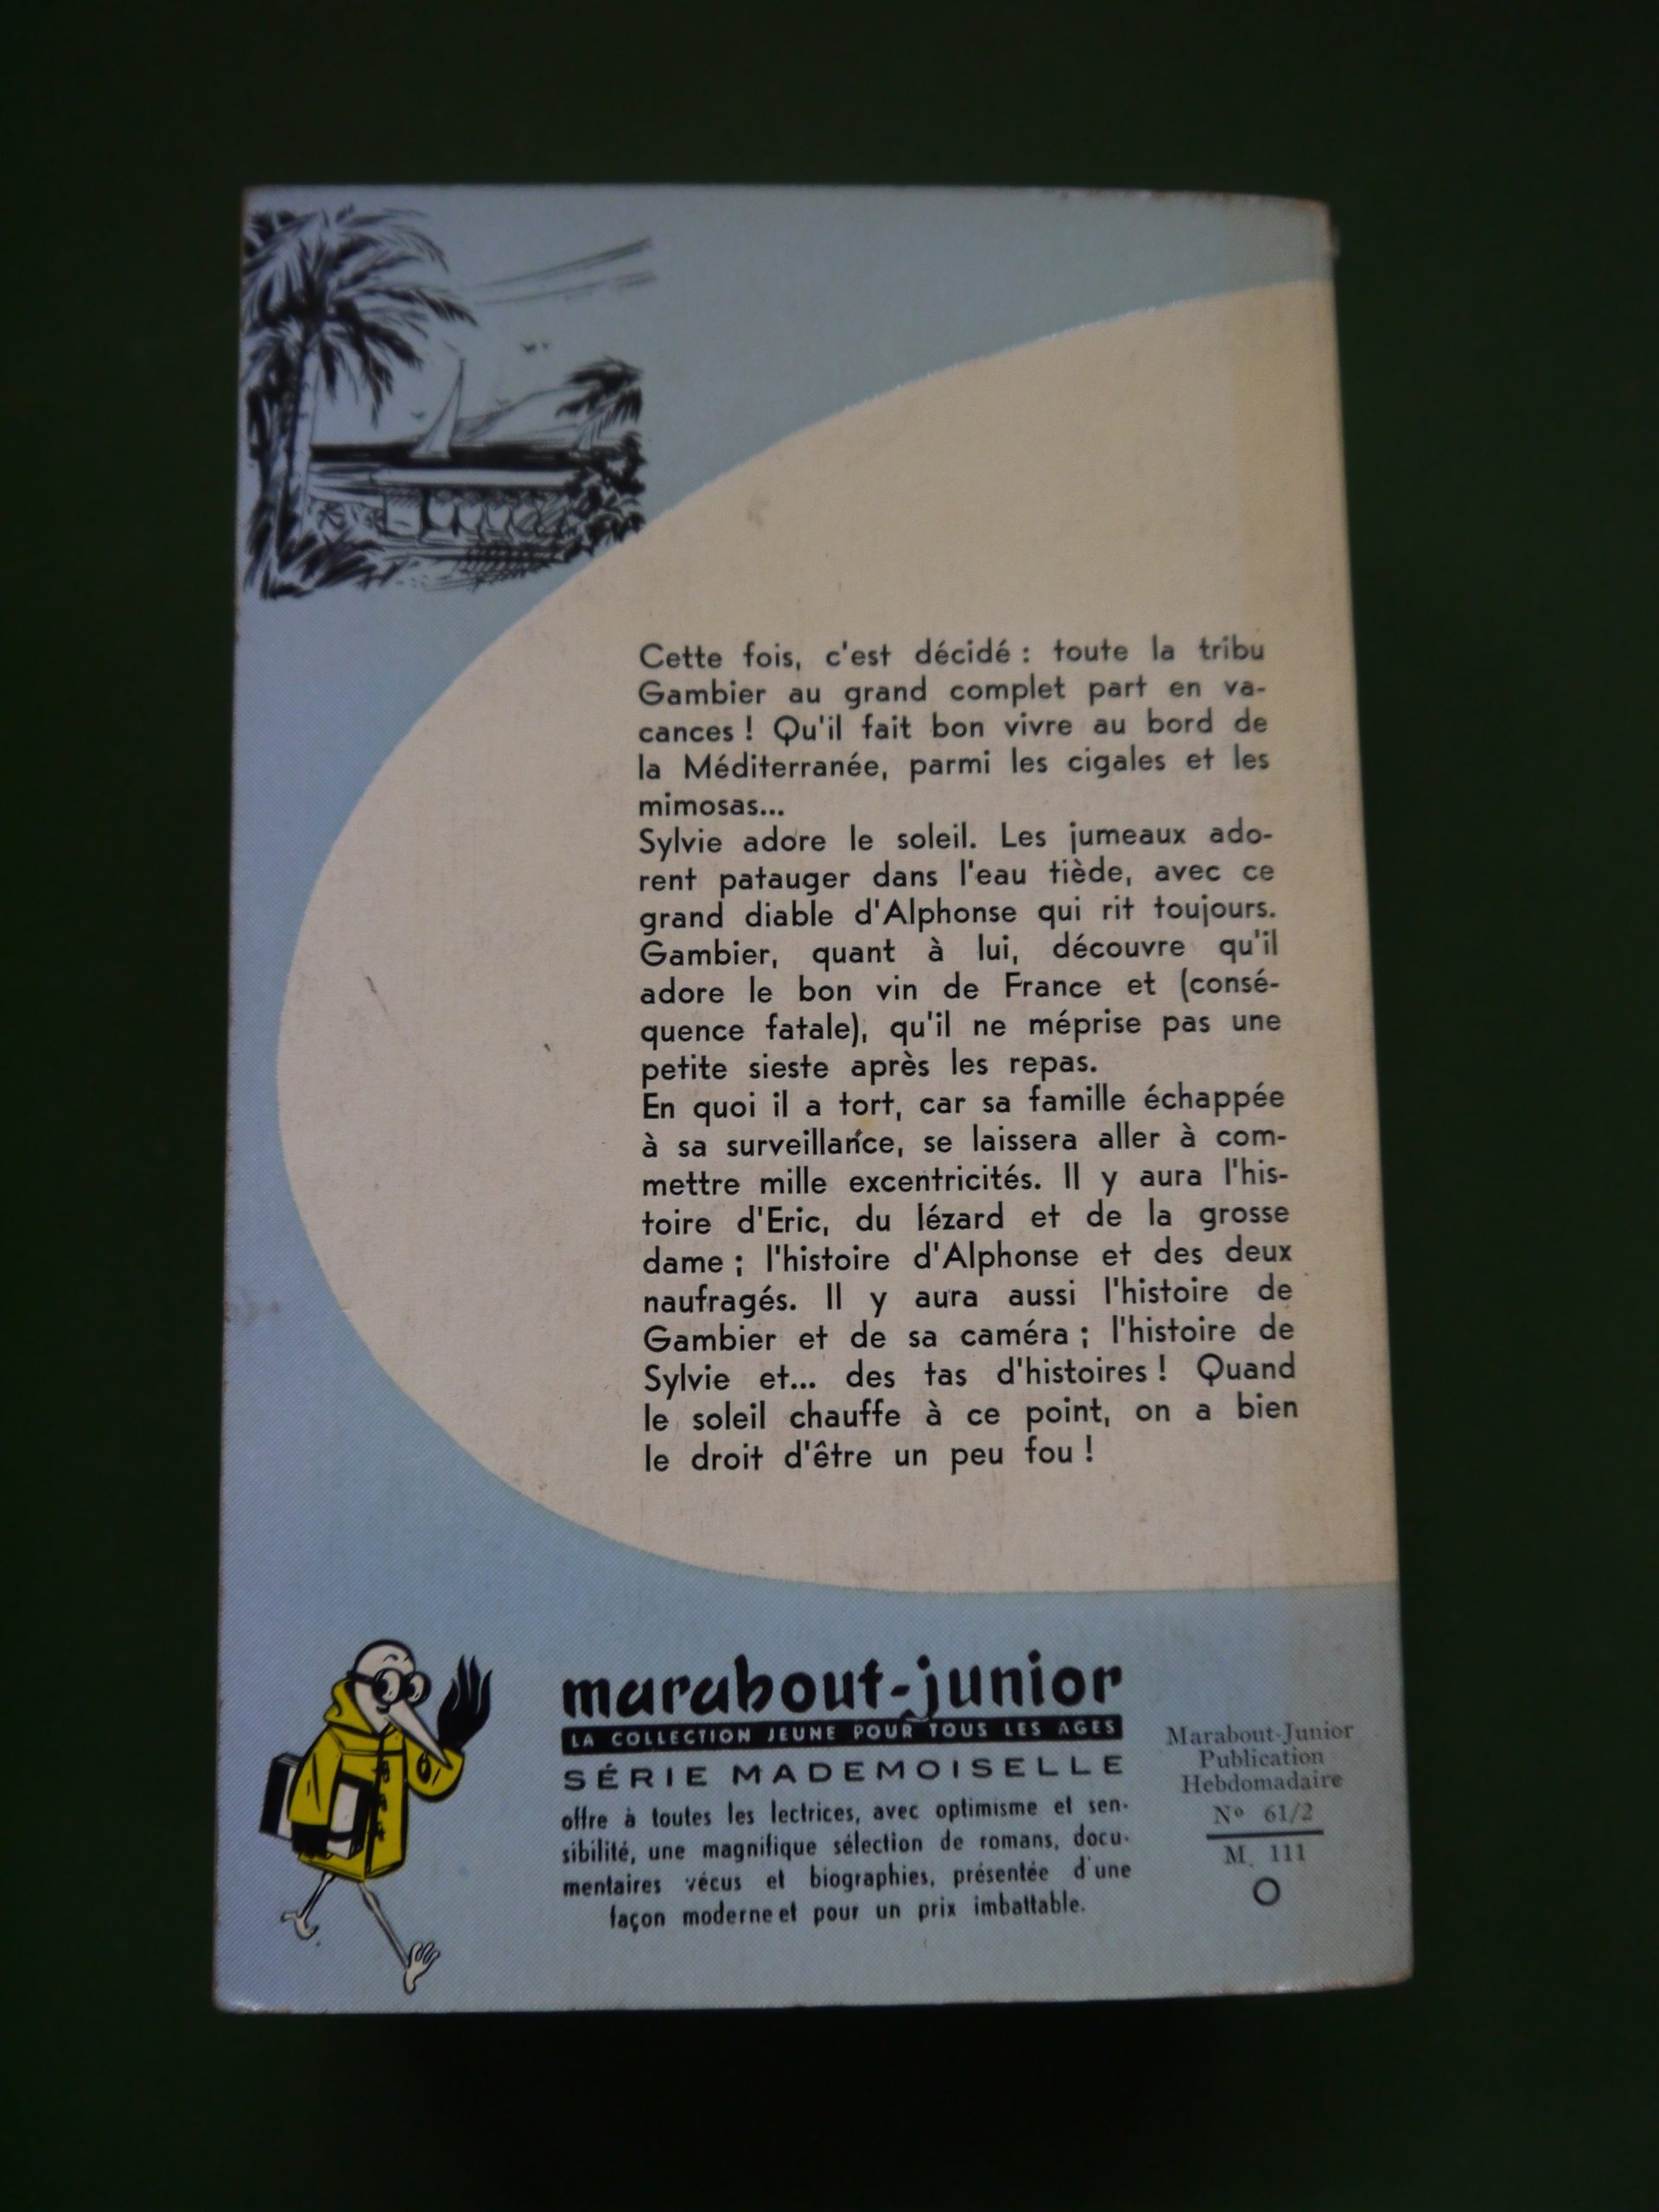 Cette fois, c'est décidé : toute la tribu
Gambier au grand complet part en va-
cances ! Qu'il fait bon vivre au bord de
la Méditerranée, parmi les cigales et les
mimosas...
Sylvie adore le soleil. Les jumeaux ado-
rent patauger dans l'eau tiède, avec ce
grand diable d'Alphonse qui rit toujours.
Gambier, quant à lui, découvre qu'il
adore le bon vin de France et (consé-
quence fatale), qu'il ne méprise pas une
petite sieste après les repas.
En quoi il a tort, car sa famille échappée
à sa surveillance, se laissera aller à com-
mettre mille excentricités. Il y aura l'his-
toire d'Eric, du lézard et de la grosse
dame ; l'histoire d'Alphonse et des deux
naufragés. Il y aura aussi l'histoire de
Gambier et de sa caméra ; l'histoire de
Sylvie et... des tas d'histoires ! Quand
le soleil chauffe à ce point, on a bien
le droit d'être un peu fou !
marabout-junior
LA COLLECTION JEUNE POUR TOUS LES AGES
SÉRIE MADEMOISELLE
offre à toutes les lectrices, avec optimisme et sen-
sibilité, une magnifique sélection de romans, docu-
mentaires vécus et biographies, présentée d'une
façon moderne et pour un prix imbattable.
Marabout-Junior
Publication
Hebdomadaire
Nº 61/2
M. 111
O